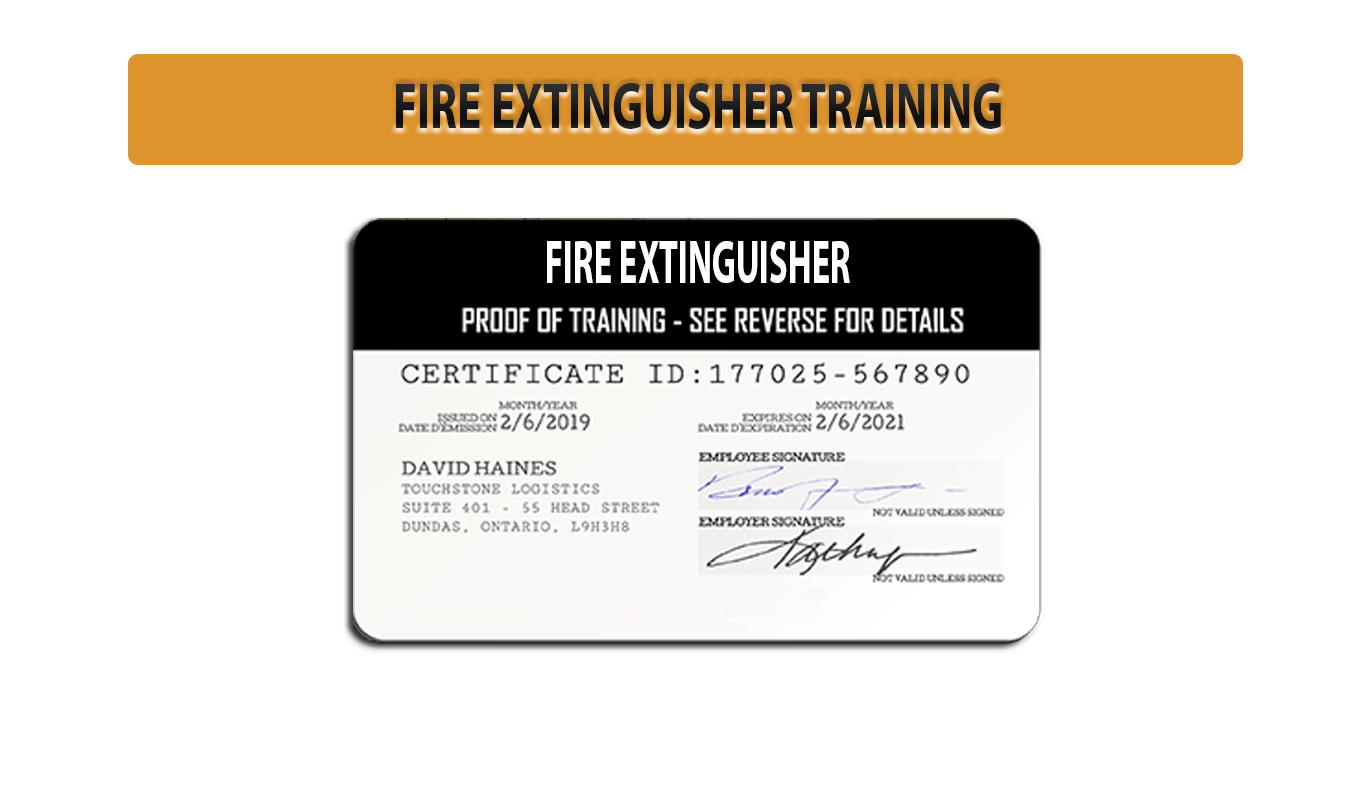 FIRE EXTINGUISHER TRAINING
FIRE EXTINGUISHER
PROOF OF TRAINING - SEE REVERSE FOR DETAILS
CERTIFICATE ID:177025-567890
MONTH/YEAR
ISSUED ON
DATE D'ÉMISSION 2/6/2019
MONTH/YEAR
EXPIRES ON
DATE D'EXPIRATION 2/6/2021
DAVID HAINES
TOUCHSTONE LOGISTICS
SUITE 401 - 55 HEAD STREET
DUNDAS, ONTARIO, L9H3H8
EMPLOYEE SIGNATURE
NOT VALID UNLESS SIGNED
EMPLOYER SIGNATURE
NOT VALID UNLESS SIGNED